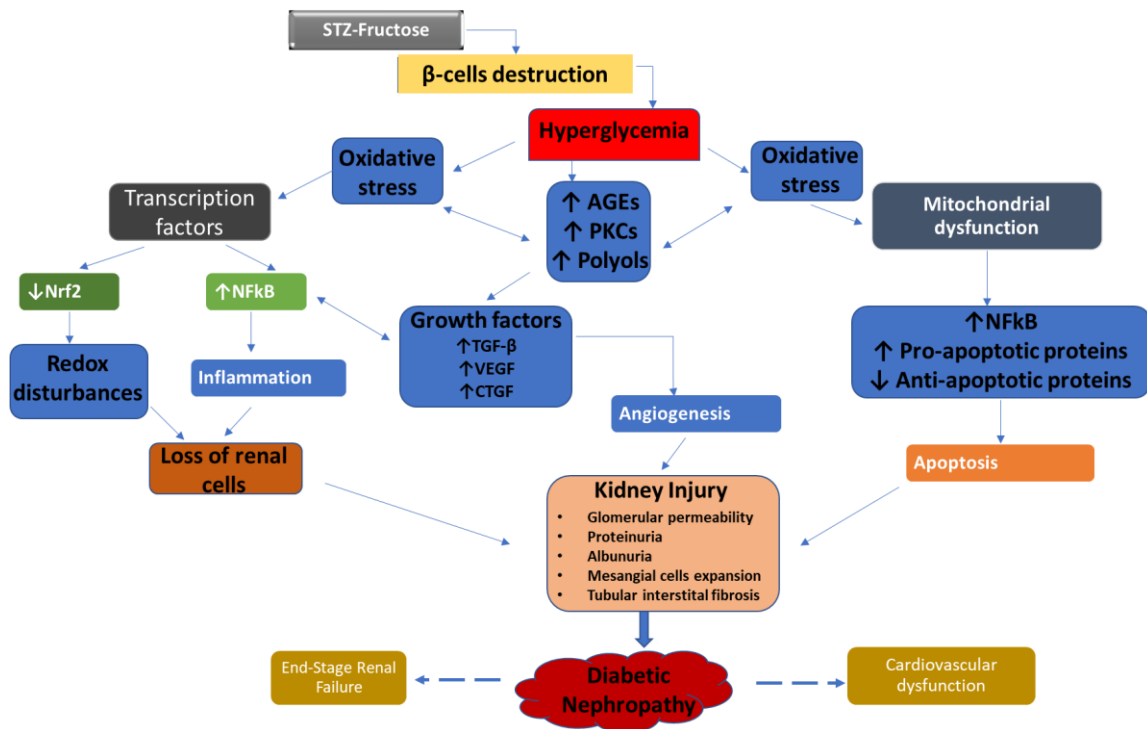 STZ-Fructose
β-cells destruction
Hyperglycemia
Oxidative
stress
Oxidative
stress
Transcription
factors
↑ AGEs
↑ PKCs
↑ Polyols
Mitochondrial
dysfunction
↓Nrf2
↑NFkB
Growth factors
↑TGF-β
↑VEGF
↑CTGF
↑NFkB
↑ Pro-apoptotic proteins
↓ Anti-apoptotic proteins
Redox
disturbances
Inflammation
Angiogenesis
Loss of renal
cells
Apoptosis
Kidney Injury
• Glomerular permeability
• Proteinuria
• Albunuria
• Mesangial cells expansion
• Tubular interstital fibrosis
End-Stage Renal
Failure
Diabetic
Nephropathy
Cardiovascular
dysfunction